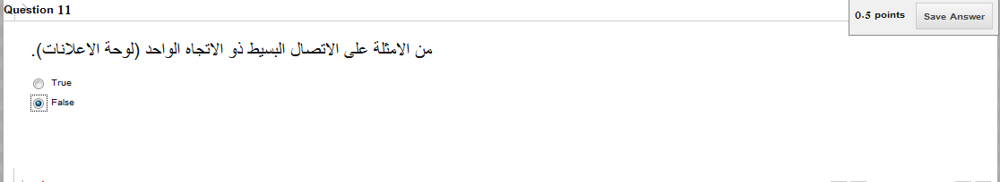 Question 11
0.5 points
Save Answer
من الامثلة على الاتصال البسيط ذو الاتجاه الواحد (لوحة الاعلانات).
True
False